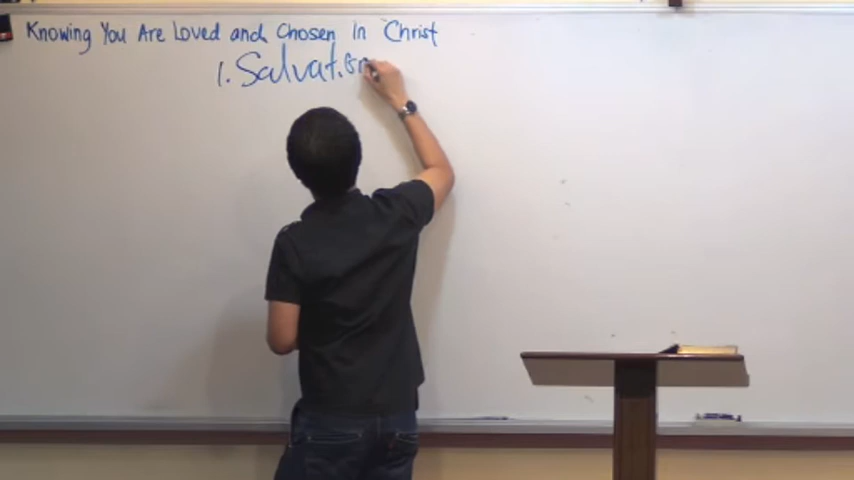 Knowing You Are Loved and Chosen In Christ
1. Salvation